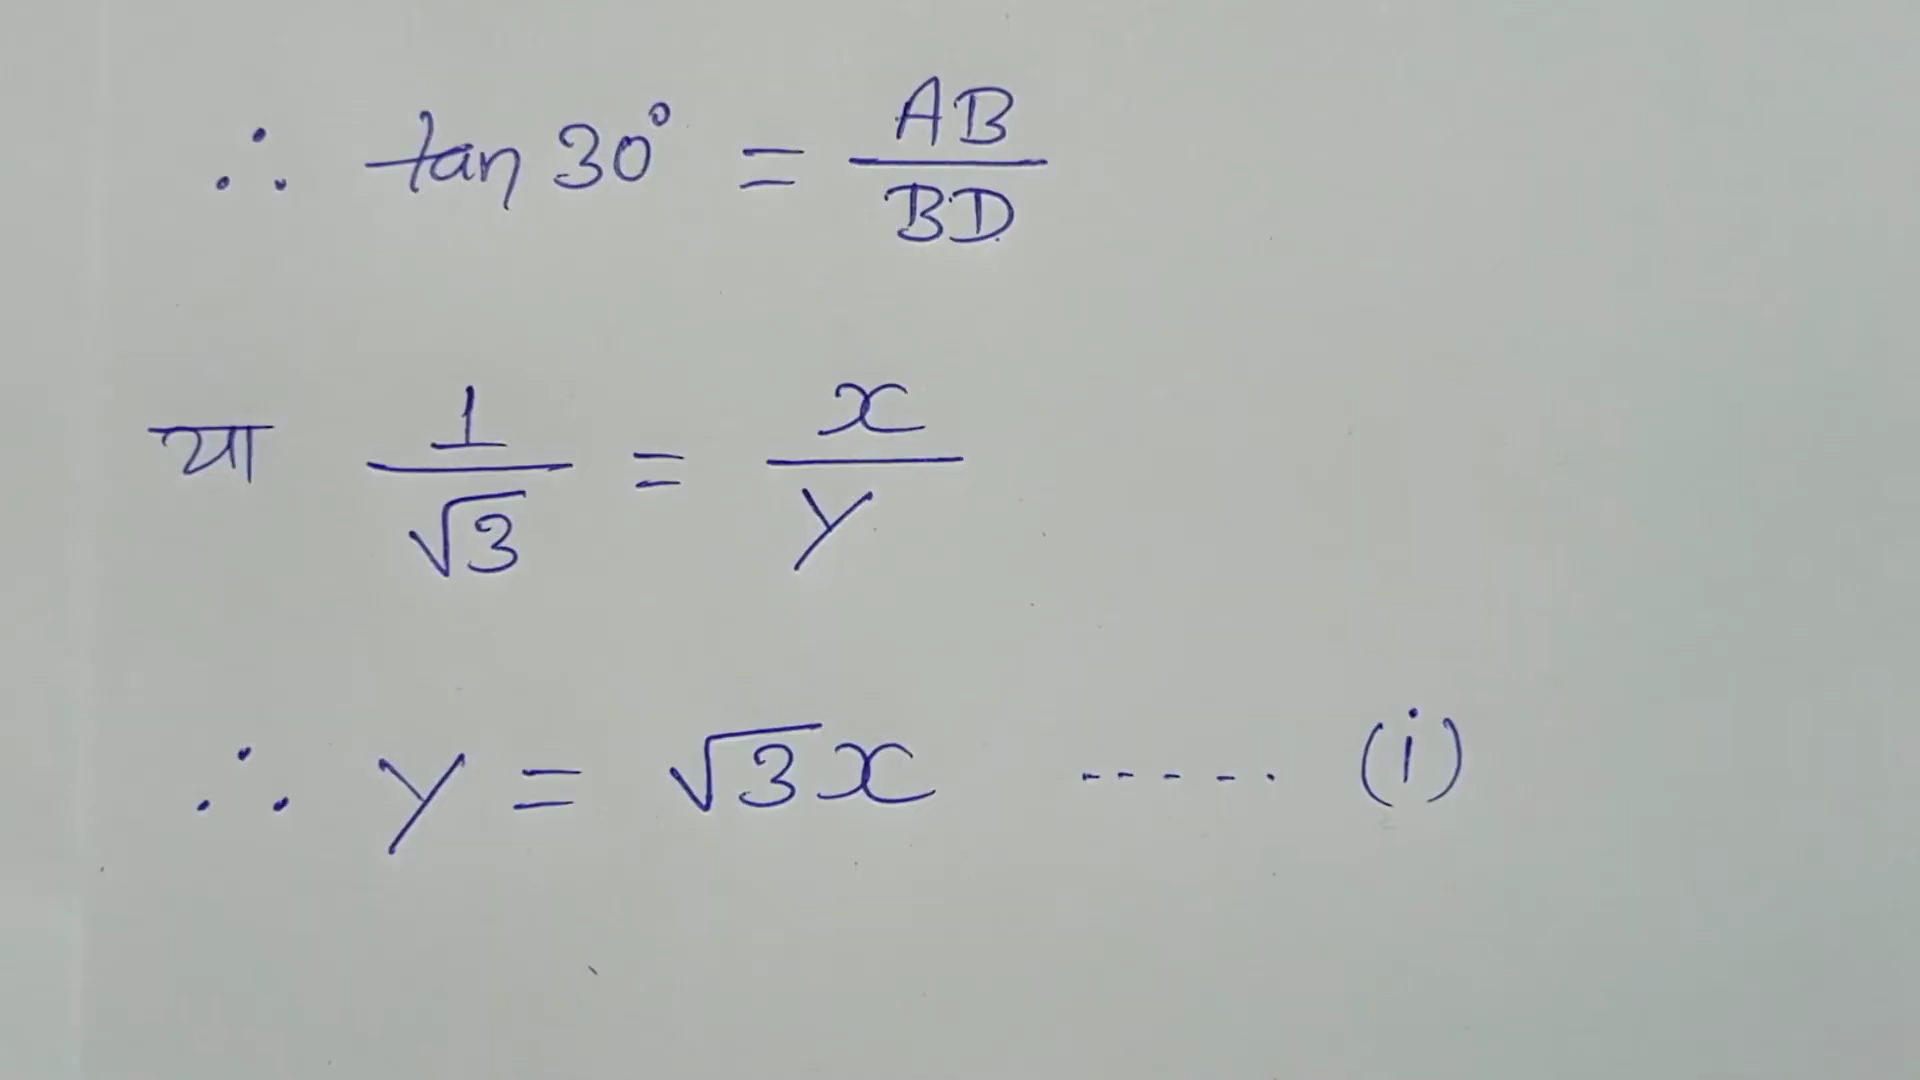 ∴ tan 30° = AB/BD
या 1/√3 = x/y
∴ y = √3x ..... (i)